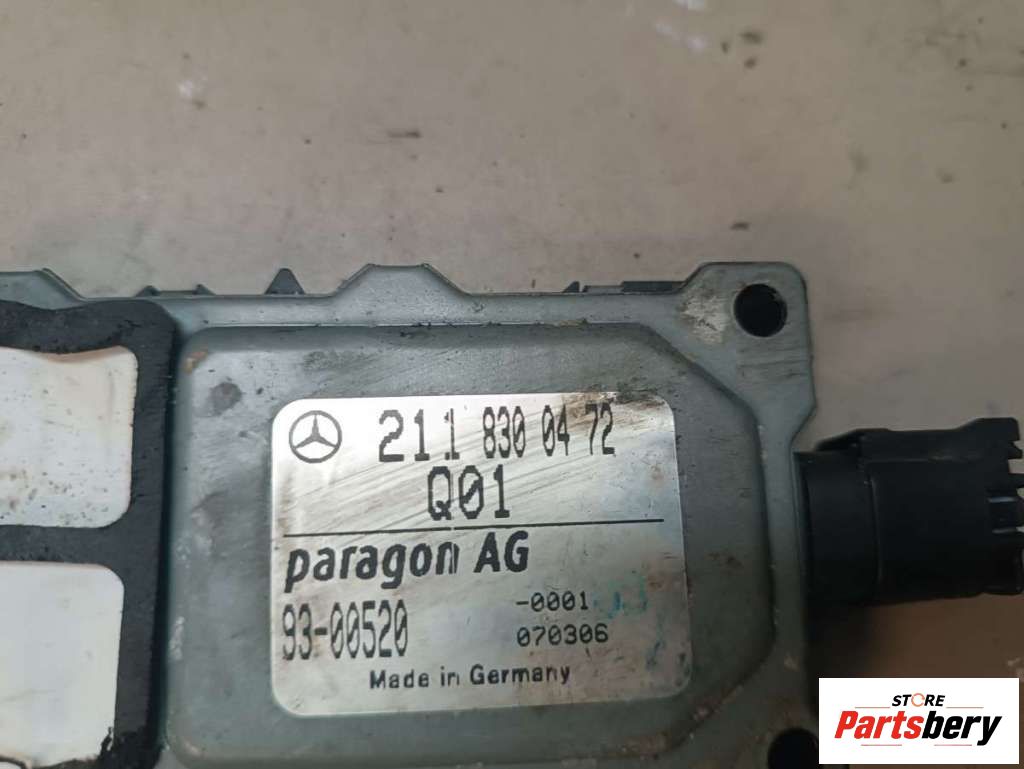 211 830 04 72
Q01
paragon AG
93-00520
-0001
070306
Made in Germany
STORE
Partsbery